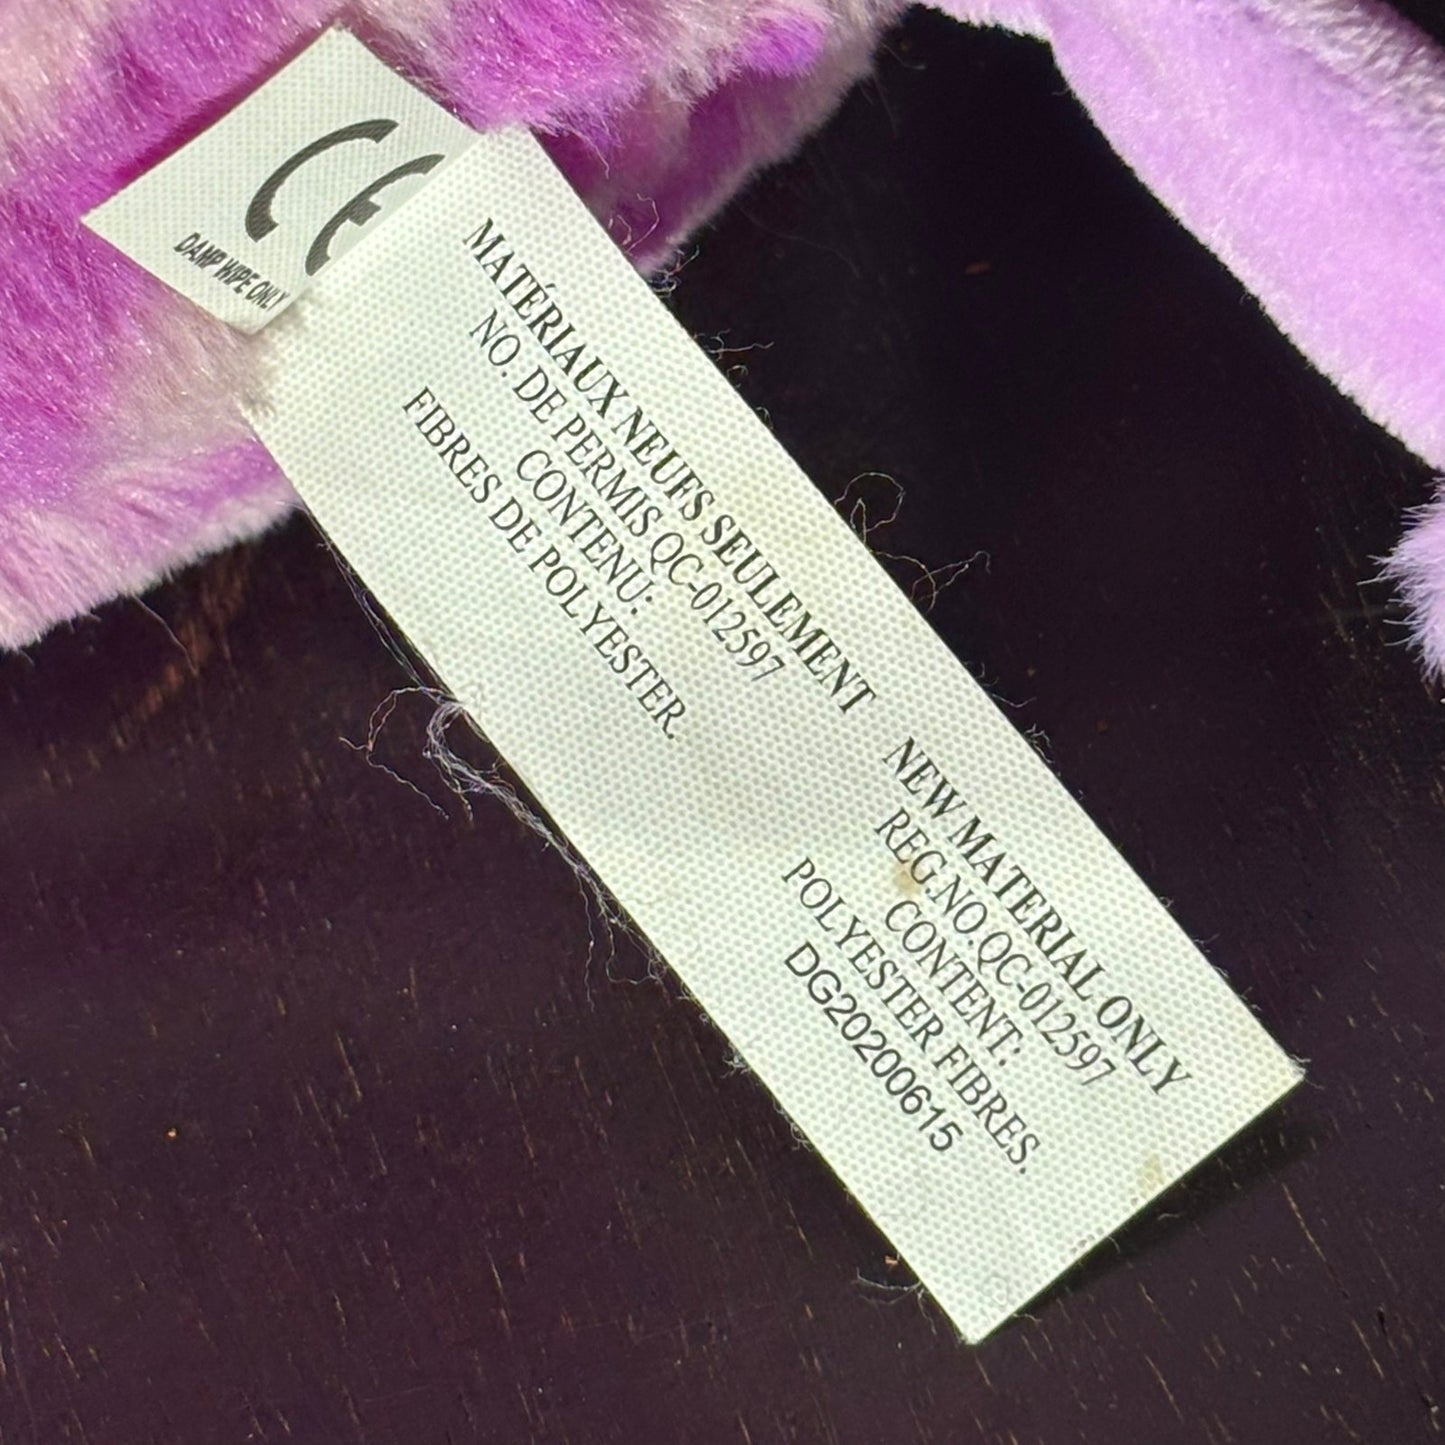 CE
DAMP WIPE ONLY
MATÉRIAUX NEUFS SEULEMENT
NO. DE PERMIS QC-012597
CONTENU:
FIBRES DE POLYESTER.
NEW MATERIAL ONLY
REG.NO.QC-012597
CONTENT:
POLYESTER FIBRES.
DG20200615